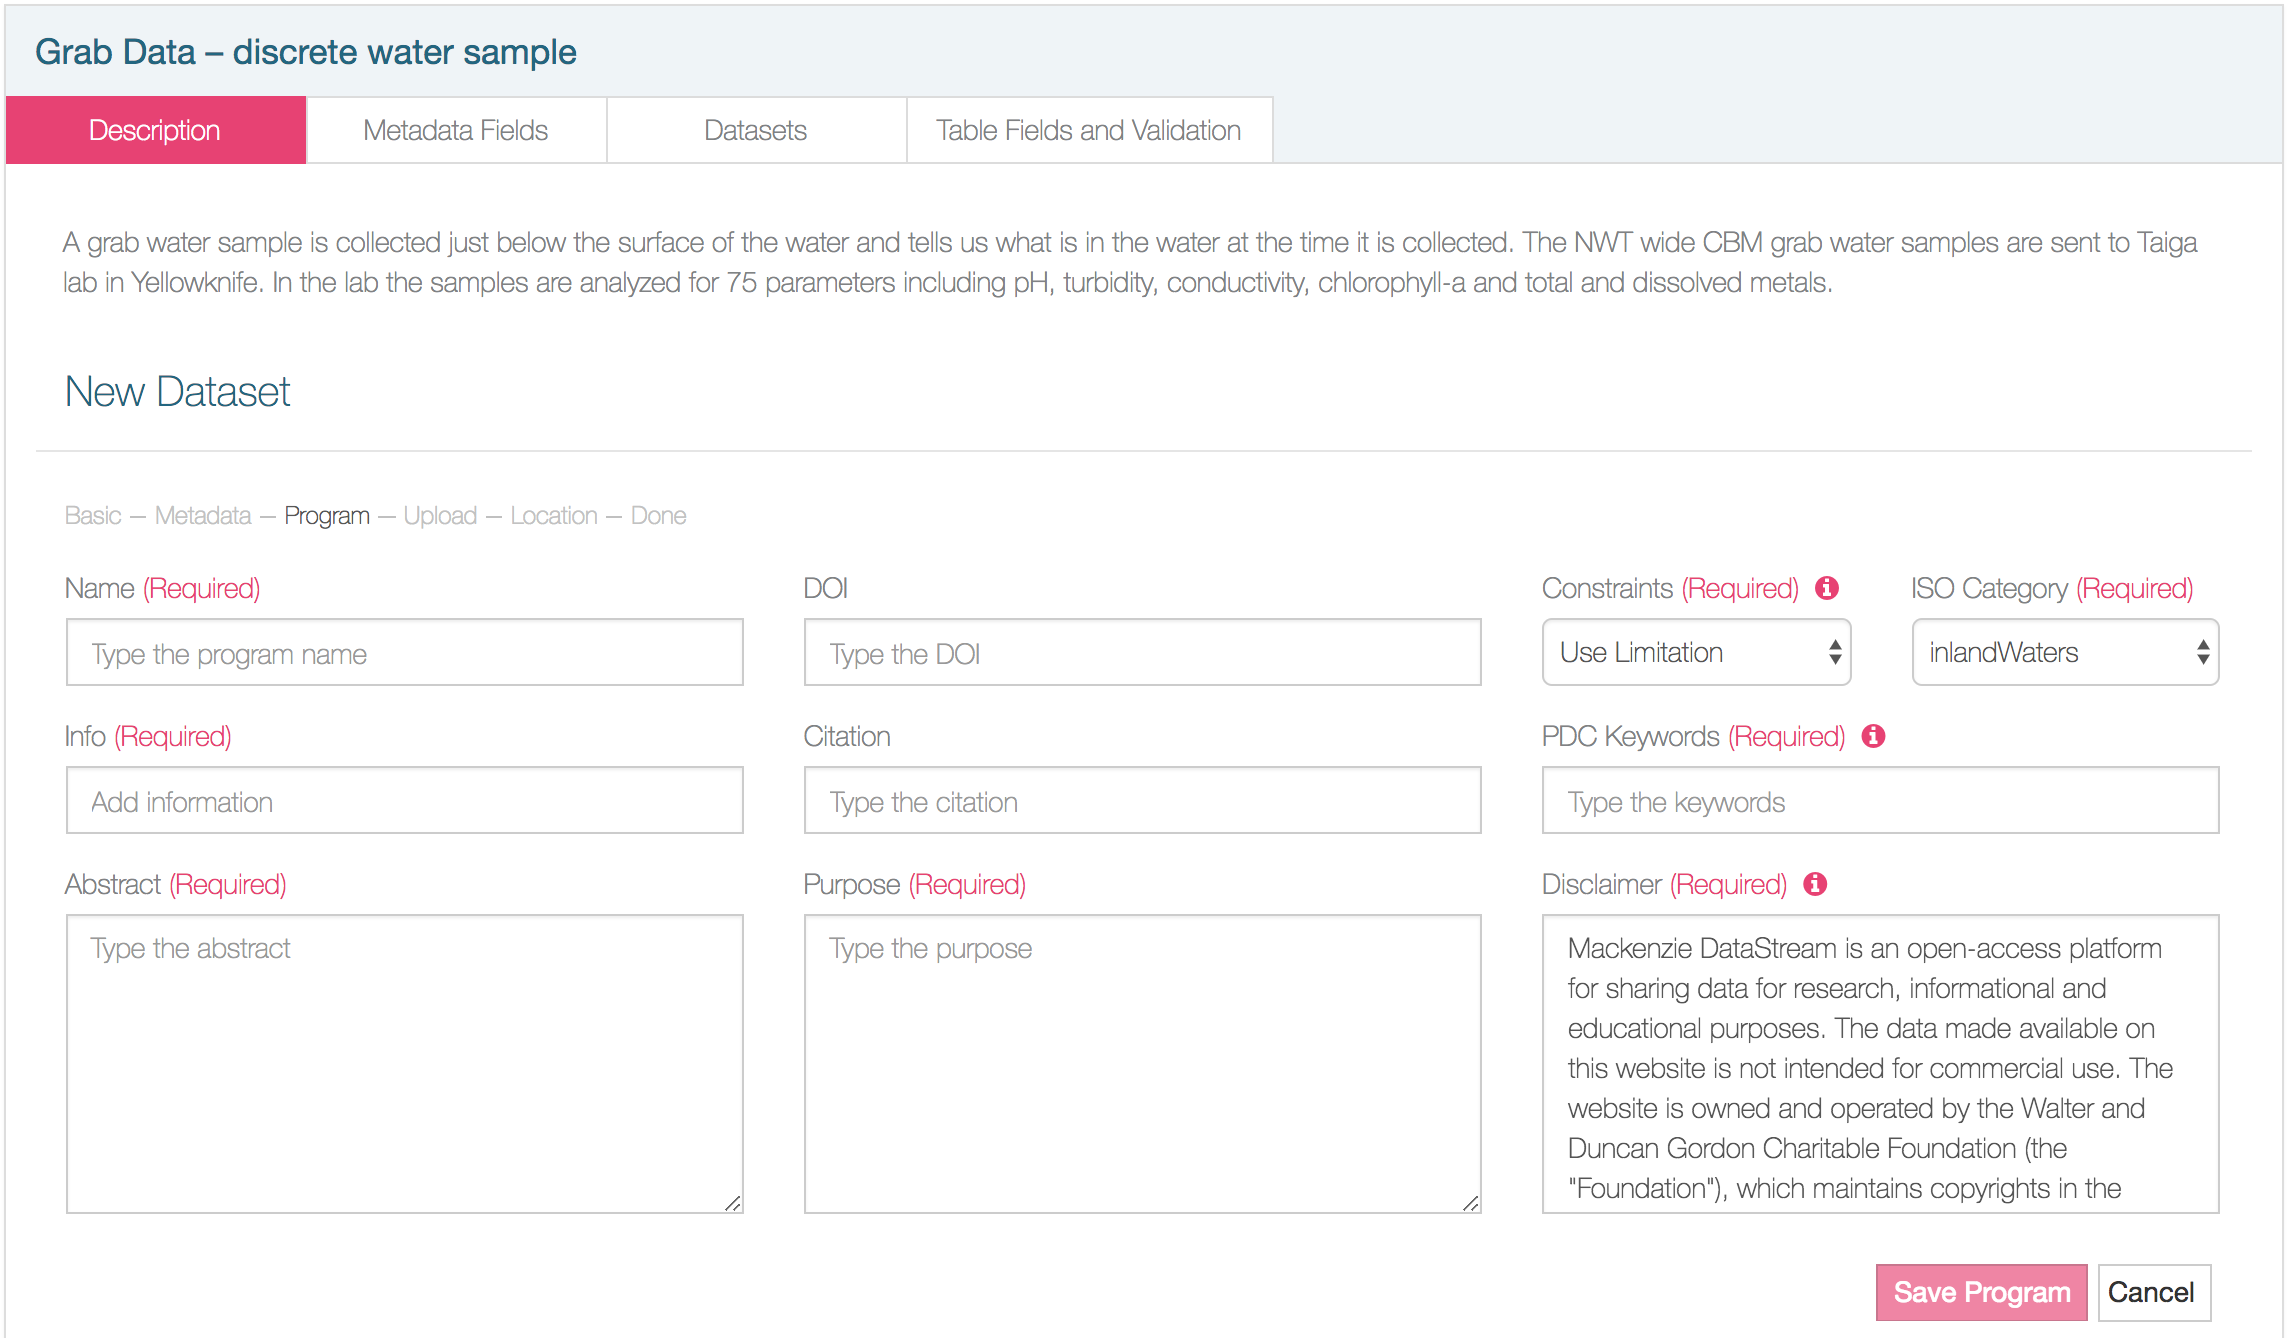 Grab Data – discrete water sample
Description
Metadata Fields
Datasets
Table Fields and Validation
A grab water sample is collected just below the surface of the water and tells us what is in the water at the time it is collected. The NWT wide CBM grab water samples are sent to Taiga
lab in Yellowknife. In the lab the samples are analyzed for 75 parameters including pH, turbidity, conductivity, chlorophyll-a and total and dissolved metals.
New Dataset
Basic — Metadata — Program — Upload — Location — Done
Name (Required)
Type the program name
DOI
Type the DOI
Constraints (Required)
Use Limitation
ISO Category (Required)
inlandWaters
Info (Required)
Add information
Citation
Type the citation
PDC Keywords (Required)
Type the keywords
Abstract (Required)
Type the abstract
Purpose (Required)
Type the purpose
Disclaimer (Required)
Mackenzie DataStream is an open-access platform
for sharing data for research, informational and
educational purposes. The data made available on
this website is not intended for commercial use. The
website is owned and operated by the Walter and
Duncan Gordon Charitable Foundation (the
"Foundation"), which maintains copyrights in the
Save Program
Cancel